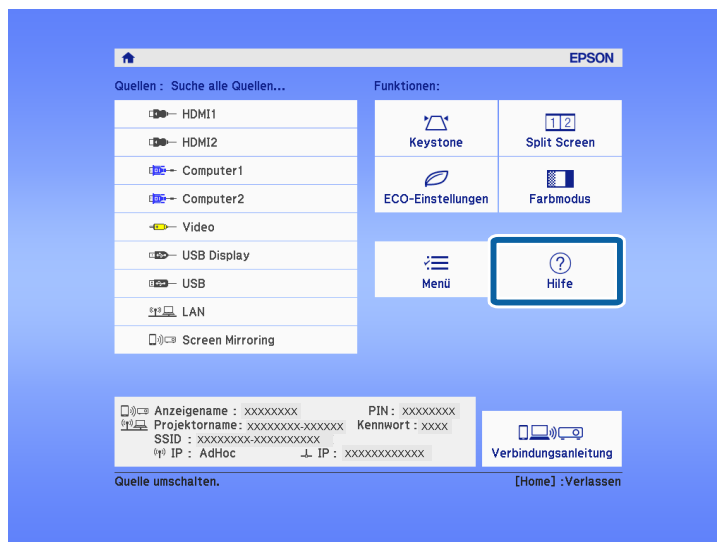 EPSON
Quellen : Suche alle Quellen...
Funktionen:
HDMI1
HDMI2
Computer1
Computer2
Video
USB Display
USB
LAN
Screen Mirroring
Keystone
1 2
Split Screen
ECO-Einstellungen
Farbmodus
Menü
?
Hilfe
Anzeigename : XXXXXXXX PIN : XXXXXXXX
Projektorname: XXXXXXXX-XXXXXX Kennwort : XXXX
SSID : XXXXXXXX-XXXXXXXXXX
IP : AdHoc IP : XXXXXXXXXXXX
Verbindungsanleitung
Quelle umschalten.
[Home] :Verlassen